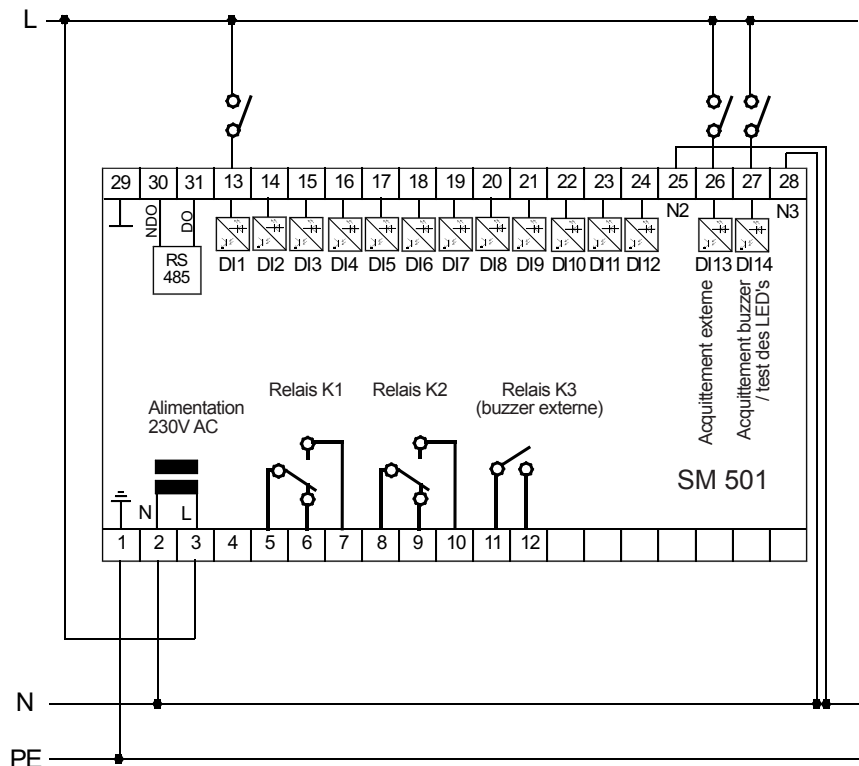 L
29 30 31 13 14 15 16 17 18 19 20 21 22 23 24 25 26 27 28
NDO
DO
N2
N3
RS
485
DI1 DI2 DI3 DI4 DI5 DI6 DI7 DI8 DI9 DI10 DI11 DI12 DI13 DI14
Acquittement externe
Acquittement buzzer
/ test des LED's
Alimentation
230V AC
Relais K1
Relais K2
Relais K3
(buzzer externe)
SM 501
N
L
1 2 3 4 5 6 7 8 9 10 11 12
N
PE